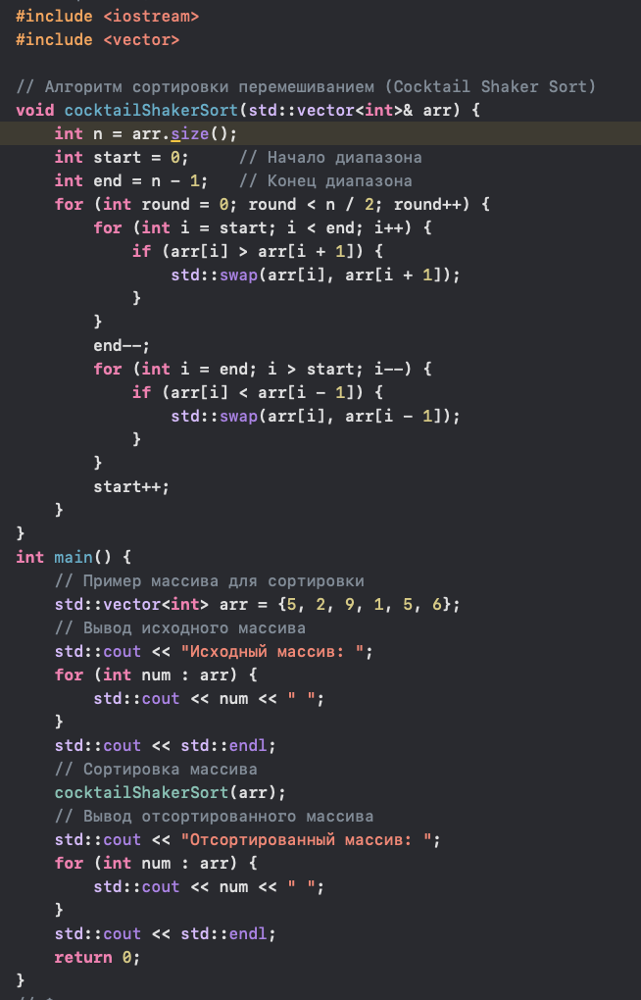 #include <iostream>
#include <vector>

// Алгоритм сортировки перемешиванием (Cocktail Shaker Sort)
void cocktailShakerSort(std::vector<int>& arr) {
    int n = arr.size();
    int start = 0;     // Начало диапазона
    int end = n - 1;   // Конец диапазона
    for (int round = 0; round < n / 2; round++) {
        for (int i = start; i < end; i++) {
            if (arr[i] > arr[i + 1]) {
                std::swap(arr[i], arr[i + 1]);
            }
        }
        end--;
        for (int i = end; i > start; i--) {
            if (arr[i] < arr[i - 1]) {
                std::swap(arr[i], arr[i - 1]);
            }
        }
        start++;
    }
}
int main() {
    // Пример массива для сортировки
    std::vector<int> arr = {5, 2, 9, 1, 5, 6};
    // Вывод исходного массива
    std::cout << "Исходный массив: ";
    for (int num : arr) {
        std::cout << num << " ";
    }
    std::cout << std::endl;
    // Сортировка массива
    cocktailShakerSort(arr);
    // Вывод отсортированного массива
    std::cout << "Отсортированный массив: ";
    for (int num : arr) {
        std::cout << num << " ";
    }
    std::cout << std::endl;
    return 0;
}